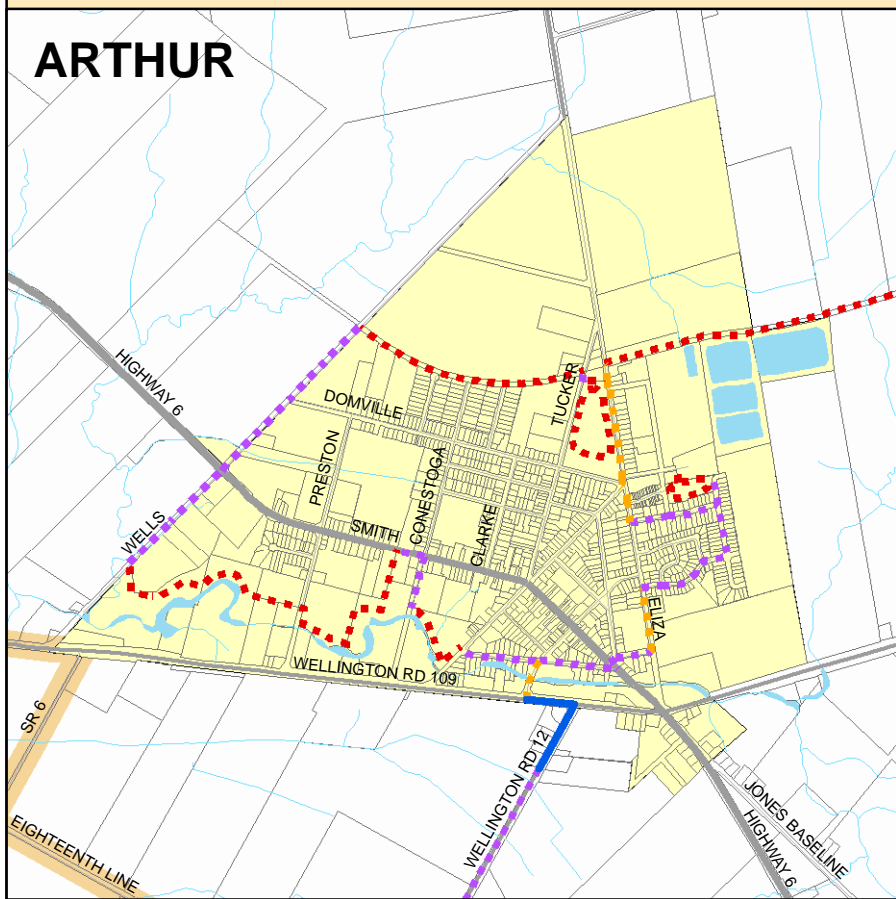 ARTHUR
HIGHWAY 6
DOMVILLE
TUCKER
PRESTON
CONESTOGA
CLARKE
SMITH
WELLS
ELIZA
WELLINGTON RD 109
SR 6
WELLINGTON RD 12
JONES BASELINE
HIGHWAY 6
EIGHTEENTH LINE